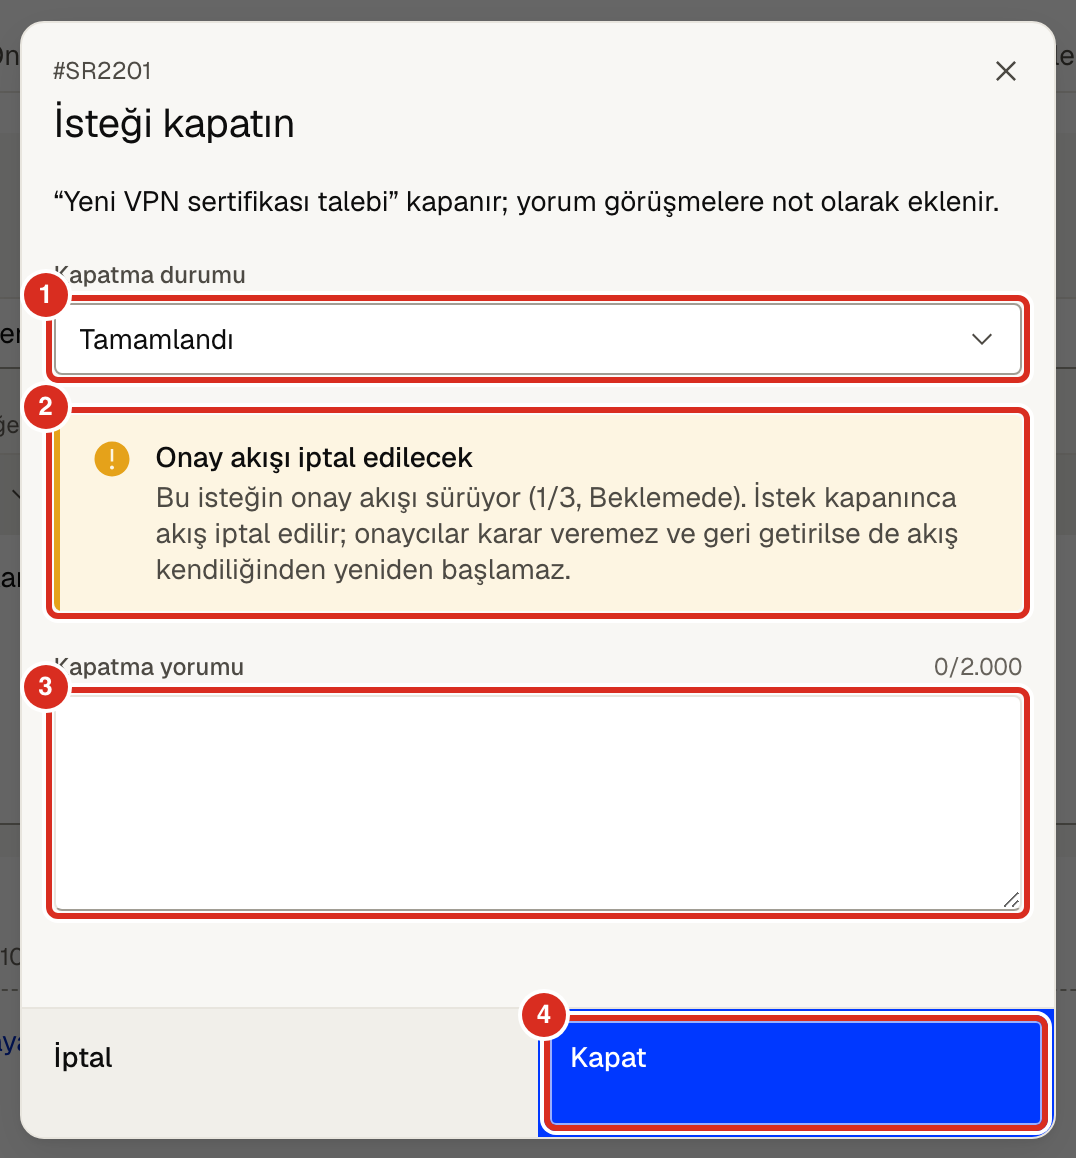 #SR2201
İsteği kapatın
“Yeni VPN sertifikası talebi” kapanır; yorum görüşmelere not olarak eklenir.
Kapatma durumu
1
Tamamlandı
2
Onay akışı iptal edilecek
Bu isteğin onay akışı sürüyor (1/3, Beklemede). İstek kapanınca
akış iptal edilir; onaycılar karar veremez ve geri getirilse de akış
kendiliğinden yeniden başlamaz.
Kapatma yorumu 0/2.000
3
4
İptal Kapat